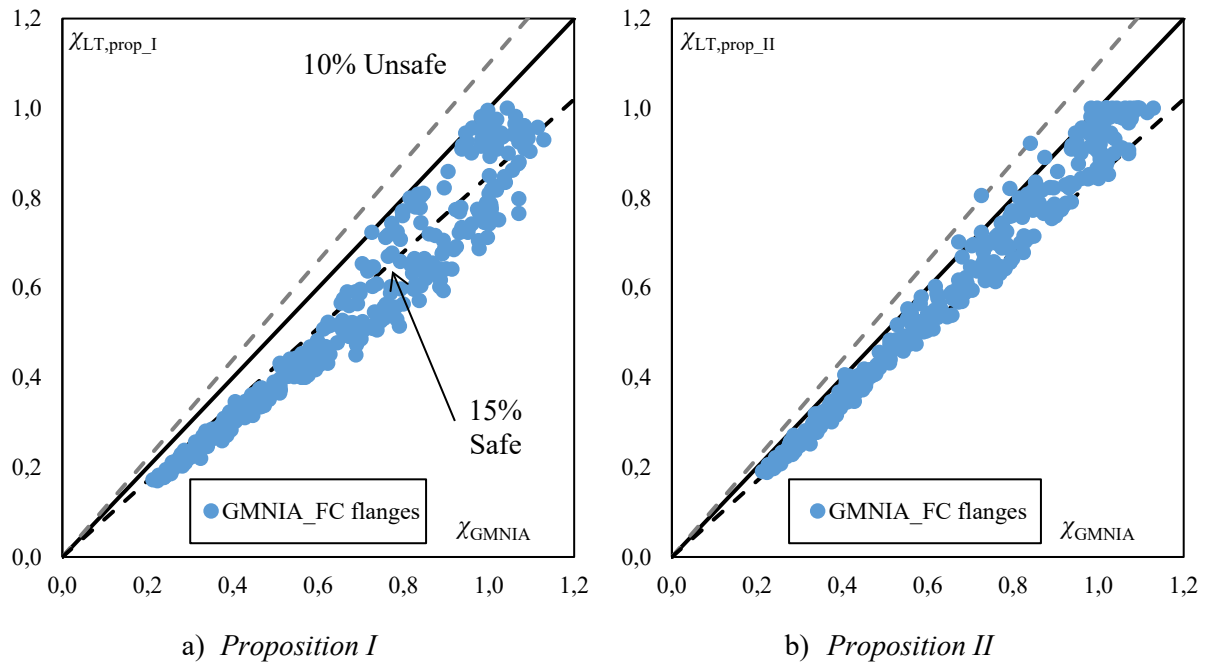 1,2
1,0
0,8
0,6
0,4
0,2
0,0
χLT,prop_I
10% Unsafe
15%
Safe
GMNIA_FC flanges
χGMNIA
0,0 0,2 0,4 0,6 0,8 1,0 1,2
a) Proposition I
1,2
1,0
0,8
0,6
0,4
0,2
0,0
χLT,prop_II
GMNIA_FC flanges
χGMNIA
0,0 0,2 0,4 0,6 0,8 1,0 1,2
b) Proposition II